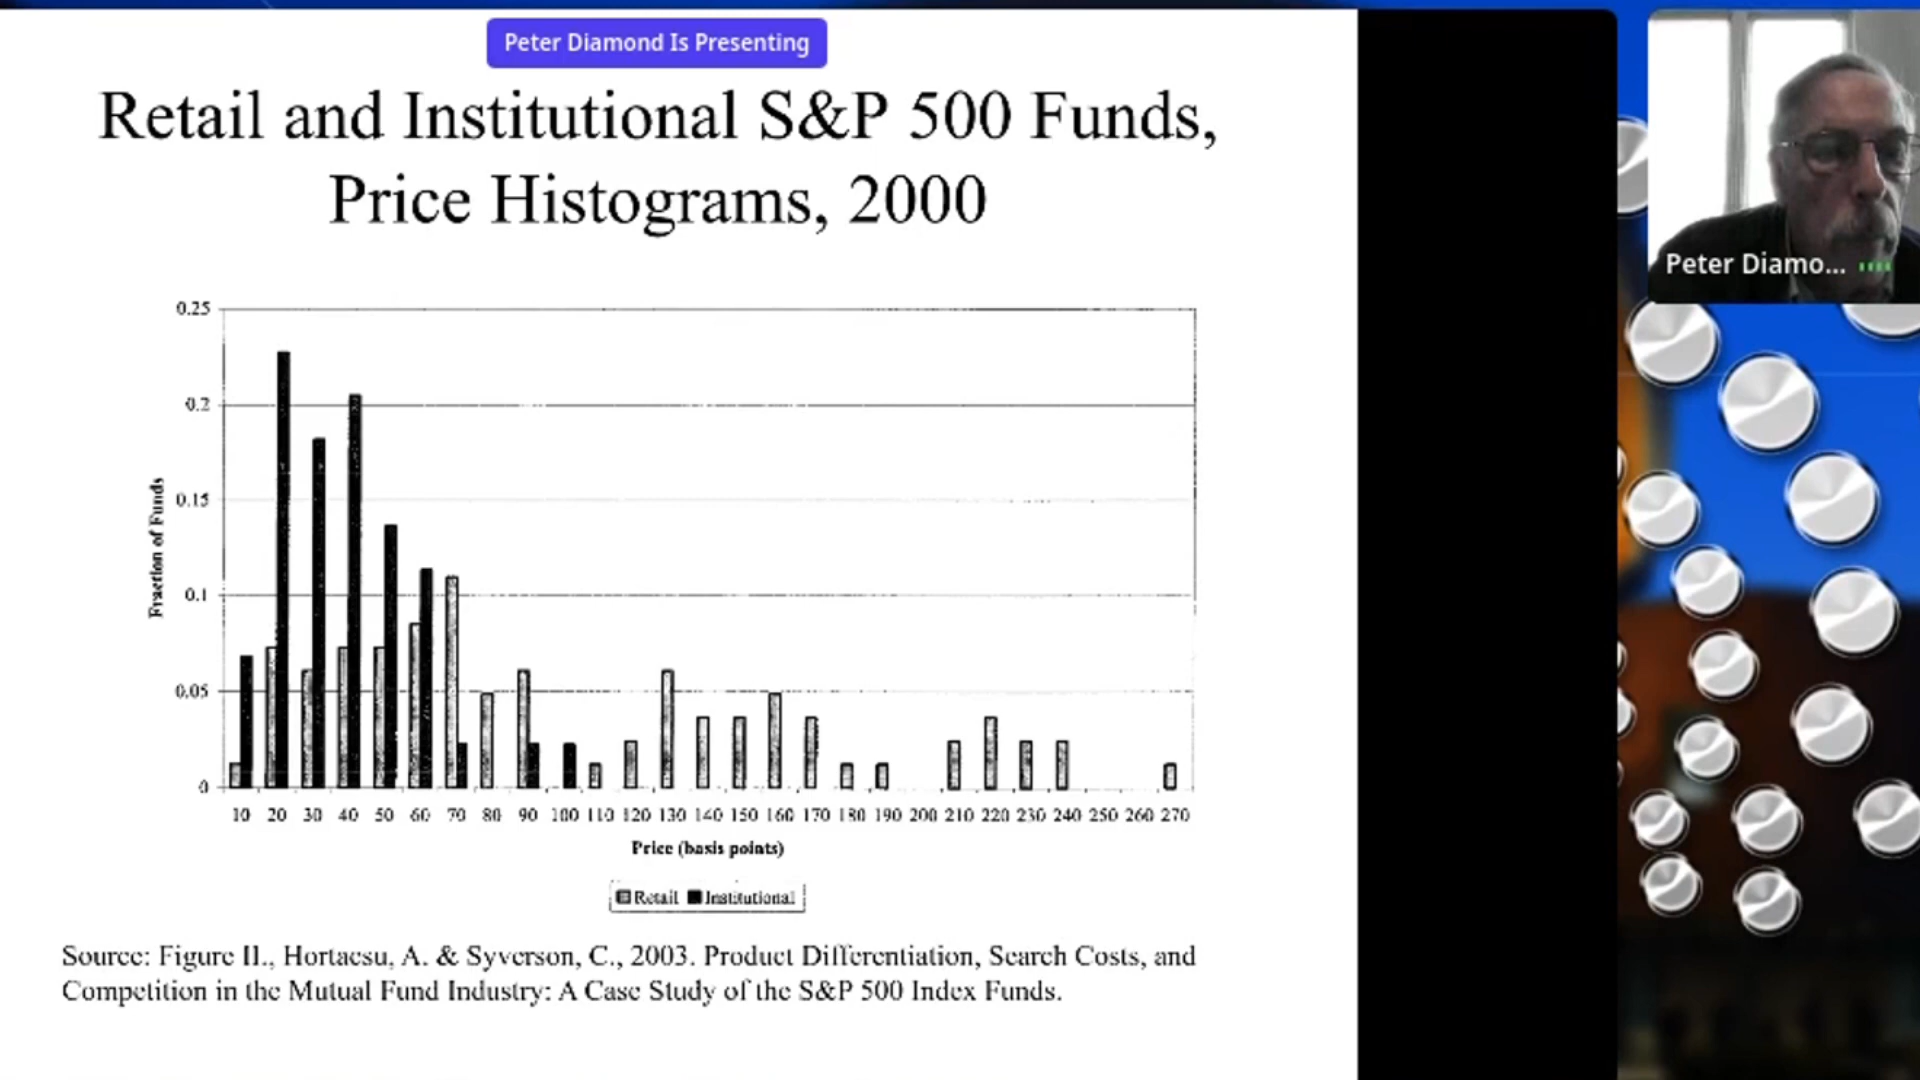 Peter Diamond Is Presenting
Retail and Institutional S&P 500 Funds,
Price Histograms, 2000
0.25
0.2
0.15
0.1
0.05
0
Fraction of Funds
10 20 30 40 50 60 70 80 90 100 110 120 130 140 150 160 170 180 190 200 210 220 230 240 250 260 270
Price (basis points)
Retail Institutional
Source: Figure II., Hortacsu, A. & Syverson, C., 2003. Product Differentiation, Search Costs, and
Competition in the Mutual Fund Industry: A Case Study of the S&P 500 Index Funds.
Peter Diamo...